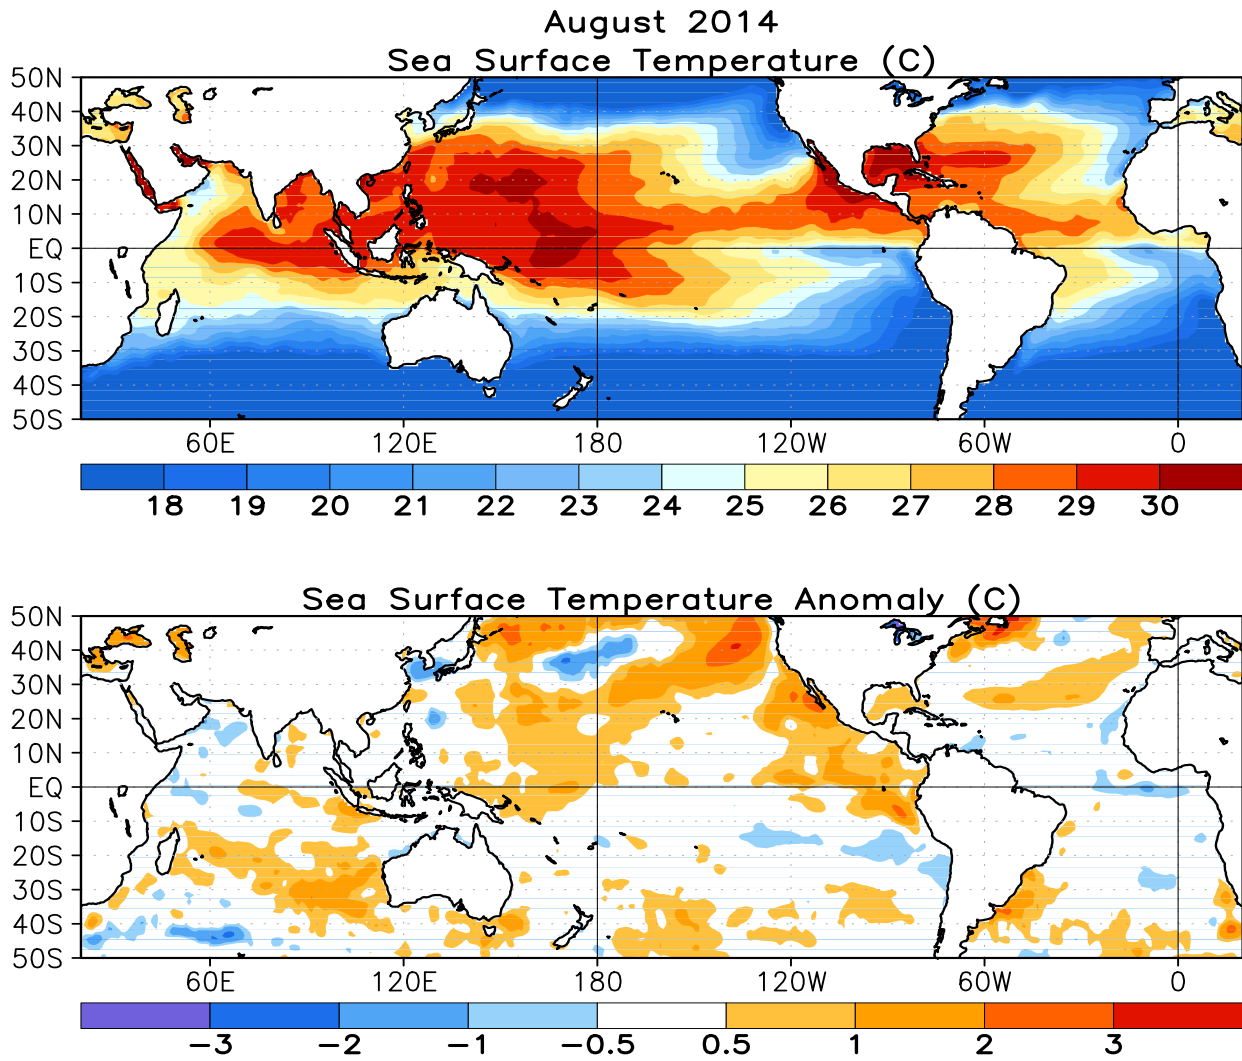 August 2014
Sea Surface Temperature (C)
50N
40N
30N
20N
10N
EQ
10S
20S
30S
40S
50S
60E 120E 180 120W 60W 0
18 19 20 21 22 23 24 25 26 27 28 29 30
Sea Surface Temperature Anomaly (C)
50N
40N
30N
20N
10N
EQ
10S
20S
30S
40S
50S
60E 120E 180 120W 60W 0
−3 −2 −1 −0.5 0.5 1 2 3